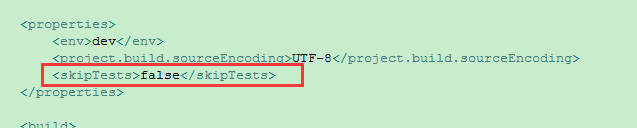 <properties>
<env>dev</env>
<project.build.sourceEncoding>UTF-8</project.build.sourceEncoding>
<skipTests>false</skipTests>
</properties>
<build>